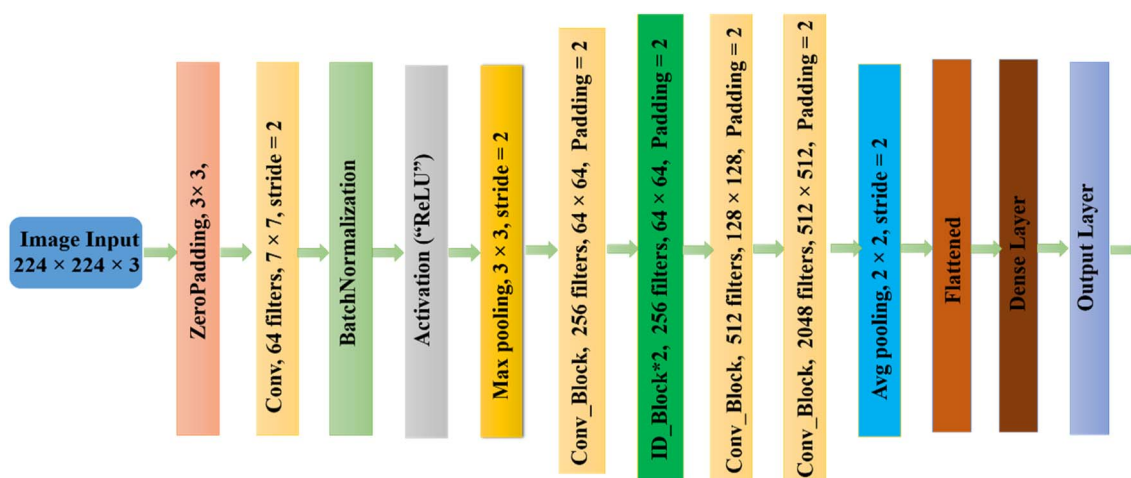 Image Input
224 × 224 × 3
ZeroPadding, 3× 3,
Conv, 64 filters, 7 × 7, stride = 2
BatchNormalization
Activation (“ReLU”)
Max pooling, 3 × 3, stride = 2
Conv_Block, 256 filters, 64 × 64, Padding = 2
ID_Block*2, 256 filters, 64 × 64, Padding = 2
Conv_Block, 512 filters, 128 × 128, Padding = 2
Conv_Block, 2048 filters, 512 × 512, Padding = 2
Avg pooling, 2 × 2, stride = 2
Flattened
Dense Layer
Output Layer